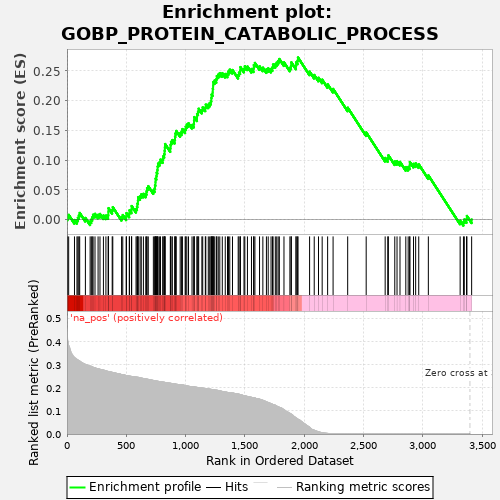 Enrichment plot:
GOBP_PROTEIN_CATABOLIC_PROCESS
Enrichment score (ES)
0.25
0.20
0.15
0.10
0.05
0.00
'na_pos' (positively correlated)
Ranked list metric (PreRanked)
0.5
0.4
0.3
0.2
0.1
0.0
Zero cross at
0
500
1,000
1,500
2,000
2,500
3,000
3,500
Rank in Ordered Dataset
Enrichment profile
Hits
Ranking metric scores